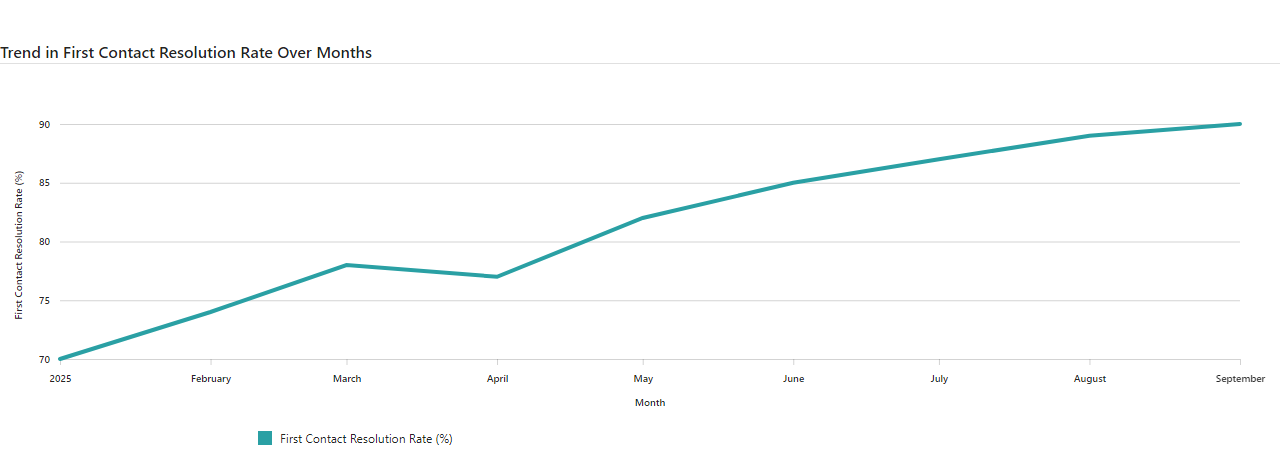 Trend in First Contact Resolution Rate Over Months
First Contact Resolution Rate (%)
90
85
80
75
70
2025 February March April May June July August September
Month
First Contact Resolution Rate (%)